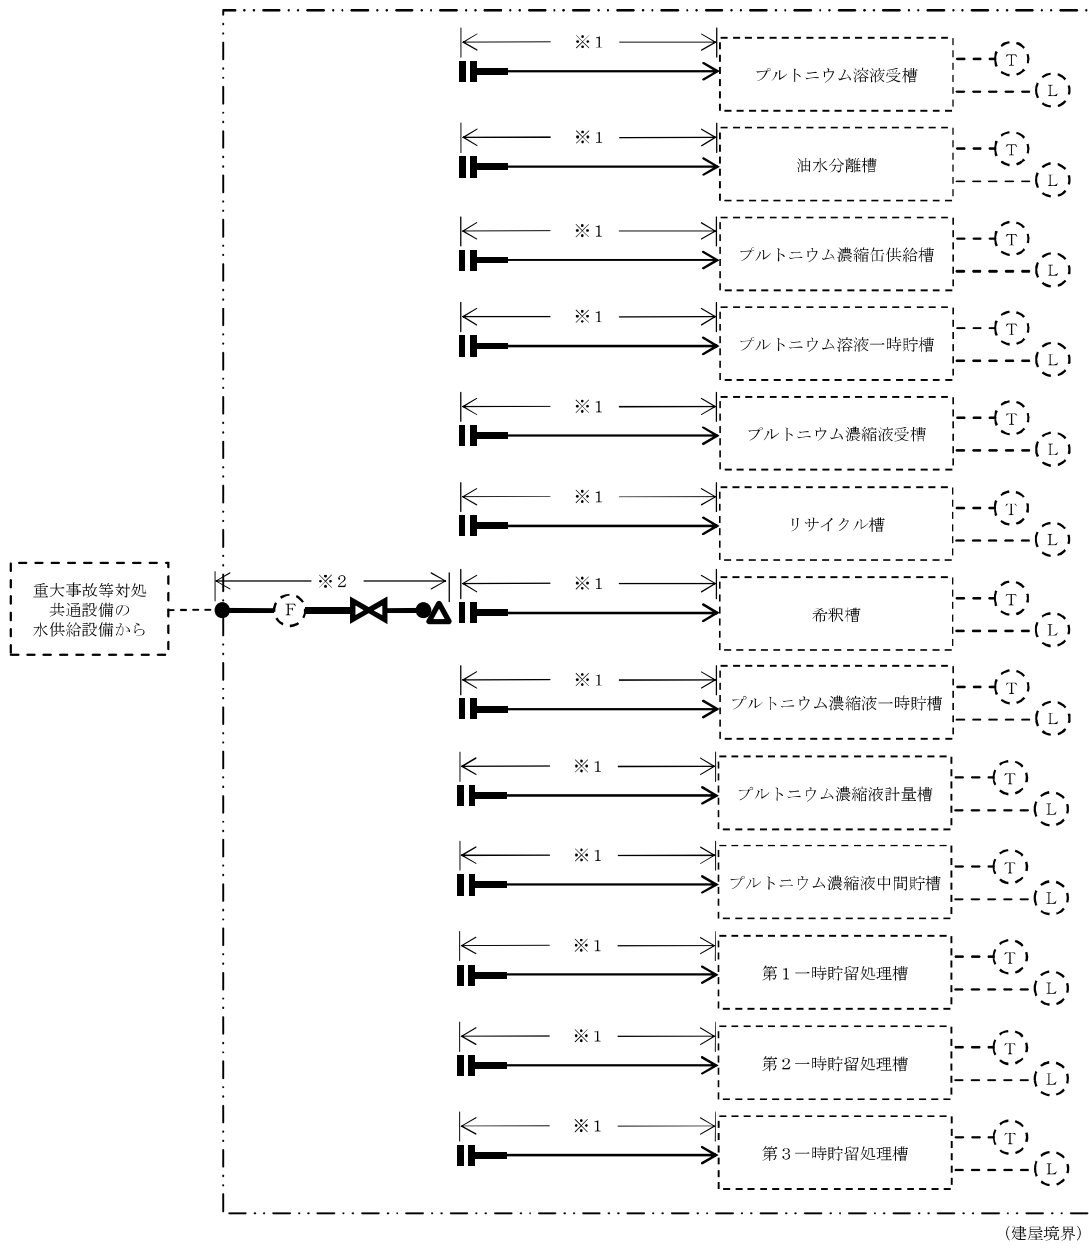 ※1
プルトニウム溶液受槽
T
L
※1
油水分離槽
T
L
※1
プルトニウム濃縮缶供給槽
T
L
※1
プルトニウム溶液一時貯槽
T
L
※1
プルトニウム濃縮液受槽
T
L
※1
リサイクル槽
T
L
重大事故等対処
共通設備の
水供給設備から
※2
F
※1
希釈槽
T
L
※1
プルトニウム濃縮液一時貯槽
T
L
※1
プルトニウム濃縮液計量槽
T
L
※1
プルトニウム濃縮液中間貯槽
T
L
※1
第1一時貯留処理槽
T
L
※1
第2一時貯留処理槽
T
L
※1
第3一時貯留処理槽
T
L
(建屋境界)